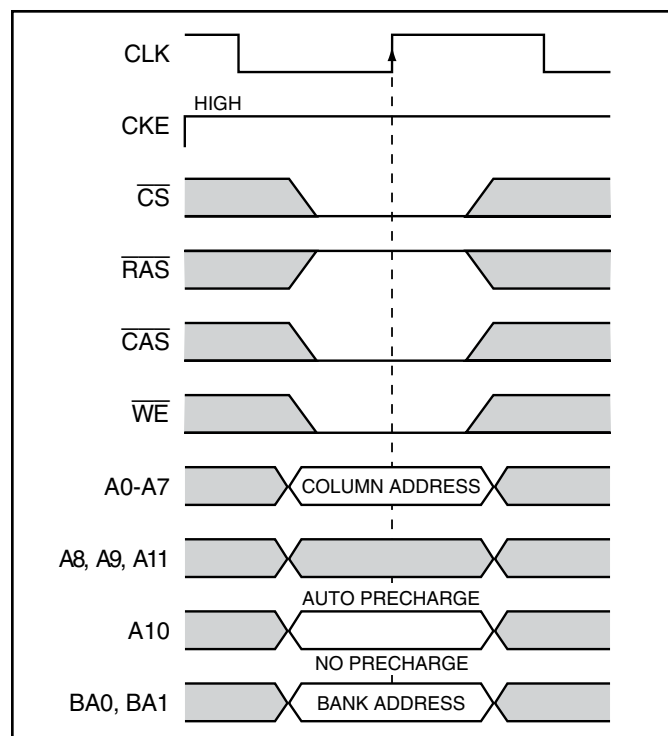 CLK
HIGH
CKE
CS
RAS
CAS
WE
A0-A7
COLUMN ADDRESS
A8, A9, A11
AUTO PRECHARGE
A10
NO PRECHARGE
BA0, BA1
BANK ADDRESS